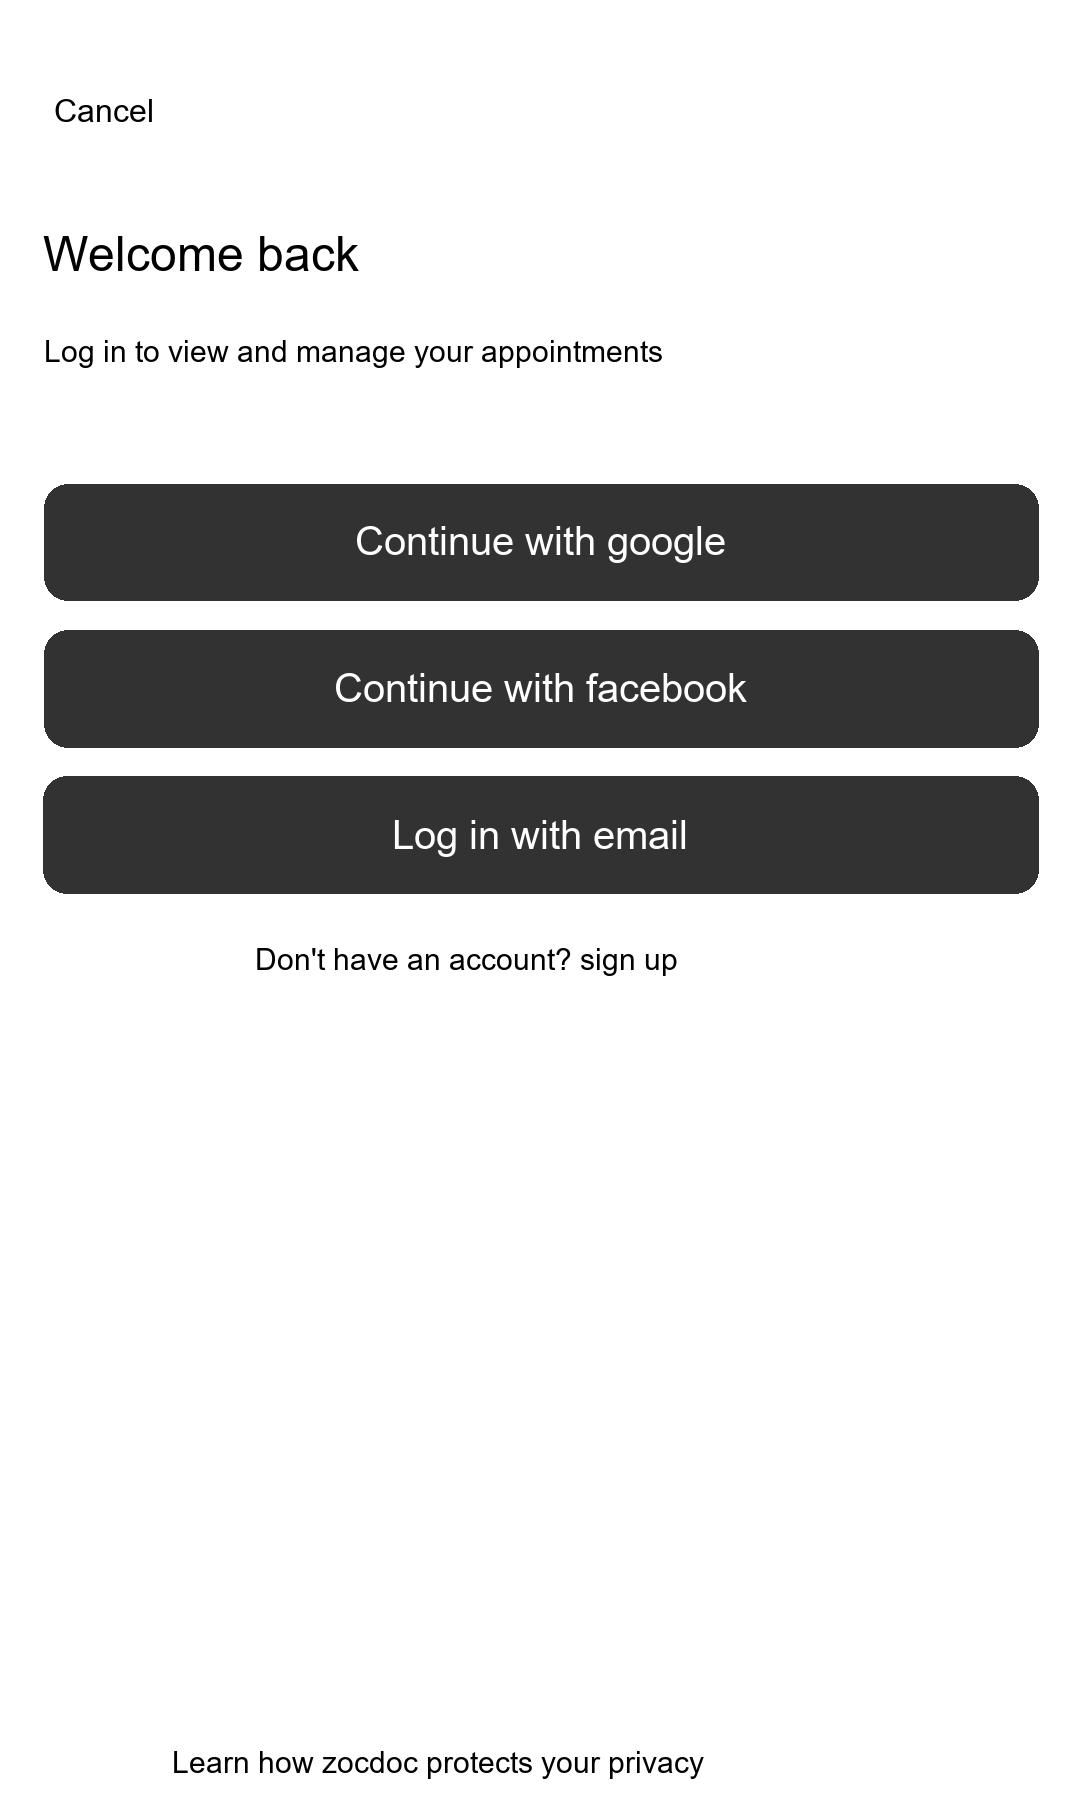 Cancel
Welcome back
Log in to view and manage your appointments
Continue with google
Continue with facebook
Log in with email
Don't have an account? sign up
Learn how zocdoc protects your privacy